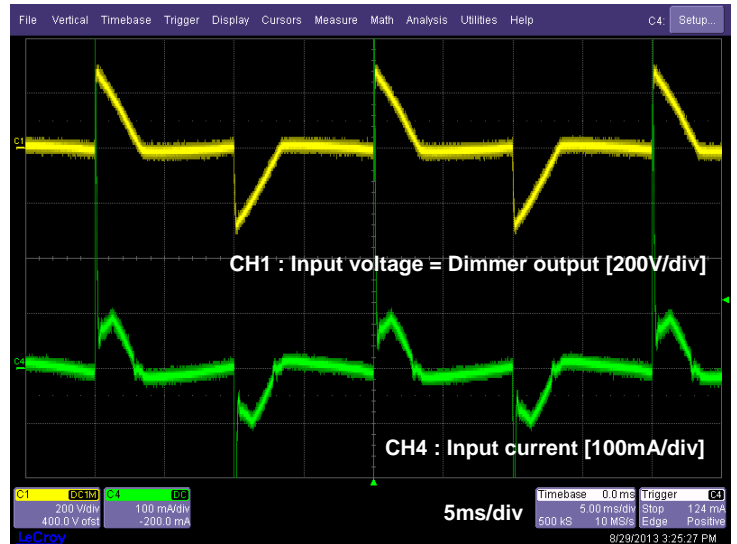 File Vertical Timebase Trigger Display Cursors Measure Math Analysis Utilities Help C4: Setup...
C1
CH1 : Input voltage = Dimmer output [200V/div]
C4
CH4 : Input current [100mA/div]
5ms/div
C1 DC1M C4 DC Timebase 0.0 ms Trigger C4
200 V/div 100 mA/div 5.00 ms/div Stop 124 mA
400.0 V ofst -200.0 mA 500 kS 10 MS/s Edge Positive
LeCroy 8/29/2013 3:25:27 PM